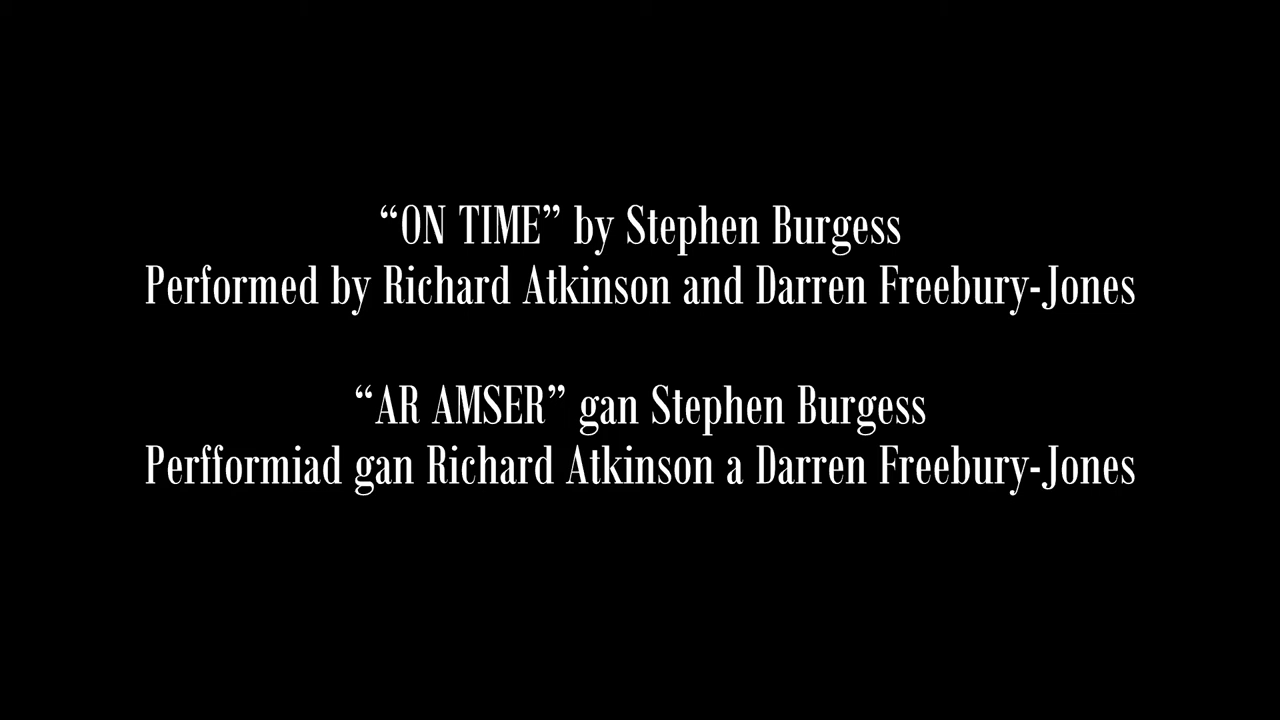 “ON TIME” by Stephen Burgess
Performed by Richard Atkinson and Darren Freebury-Jones
“AR AMSER” gan Stephen Burgess
Perfformiad gan Richard Atkinson a Darren Freebury-Jones